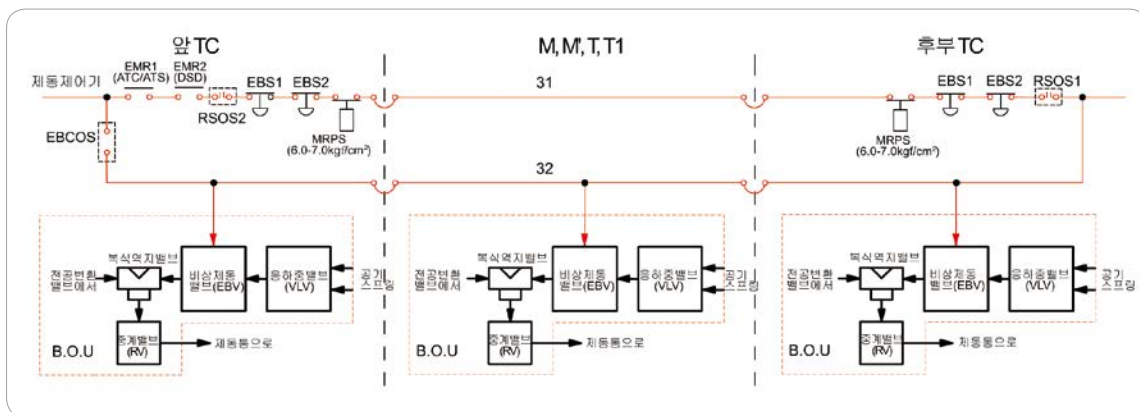 앞 TC
M, M', T, T1
후부 TC
제동제어기
EMR1
(ATC/ATS)
EMR2
(DSD)
RSOS2
EBS1
EBS2
MRPS
(6.0-7.0kgf/cm²)
31
EBS1
EBS2
RSOS1
MRPS
(6.0-7.0kgf/cm²)
EBCOS
32
복식역지밸브
전공변환
밸브에서
비상제동
밸브(EBV)
응하중밸브
(VLV)
공기
스프링
B.O.U
중계밸브
(RV)
제동통으로
복식역지밸브
전공변환
밸브에서
비상제동
밸브(EBV)
응하중밸브
(VLV)
공기
스프링
B.O.U
중계밸브
(RV)
제동통으로
복식역지밸브
전공변환
밸브에서
비상제동
밸브(EBV)
응하중밸브
(VLV)
공기
스프링
B.O.U
중계밸브
(RV)
제동통으로